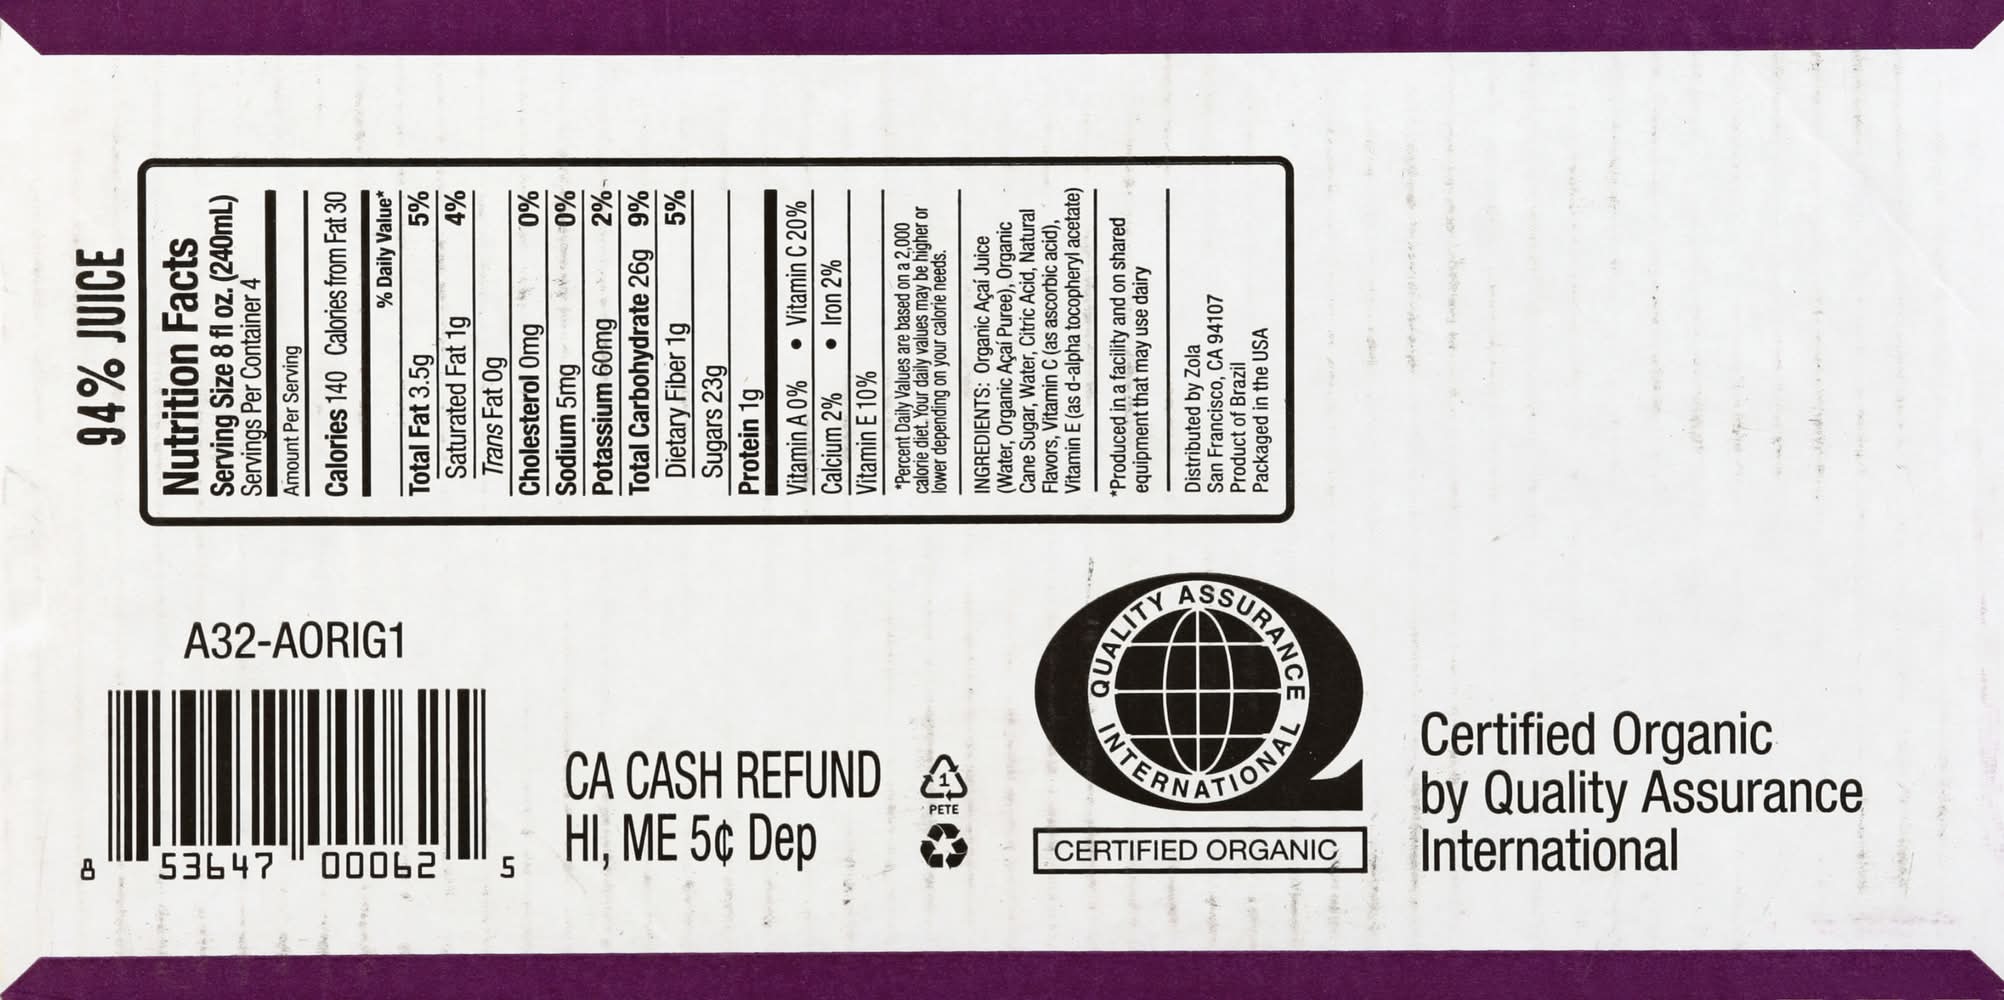 94% JUICE
Nutrition Facts
Serving Size 8 fl oz. (240mL)
Servings Per Container 4
Amount Per Serving
Calories 140 Calories from Fat 30
% Daily Value*
Total Fat 3.5g 5%
Saturated Fat 1g 4%
Trans Fat 0g
Cholesterol 0mg 0%
Sodium 5mg 0%
Potassium 60mg 2%
Total Carbohydrate 26g 9%
Dietary Fiber 1g 5%
Sugars 23g
Protein 1g
Vitamin A 0% • Vitamin C 20%
Calcium 2% • Iron 2%
Vitamin E 10%
*Percent Daily Values are based on a 2,000
calorie diet. Your daily values may be higher or
lower depending on your calorie needs.
INGREDIENTS: Organic Açaí Juice
(Water, Organic Açaí Puree), Organic
Cane Sugar, Water, Citric Acid, Natural
Flavors, Vitamin C (as ascorbic acid),
Vitamin E (as d-alpha tocopheryl acetate)
*Produced in a facility and on shared
equipment that may use dairy
Distributed by Zola
San Francisco, CA 94107
Product of Brazil
Packaged in the USA
A32-AORIG1
8 53647 00062 5
CA CASH REFUND
HI, ME 5¢ Dep
1
PETE
QUALITY ASSURANCE
INTERNATIONAL
CERTIFIED ORGANIC
Certified Organic
by Quality Assurance
International